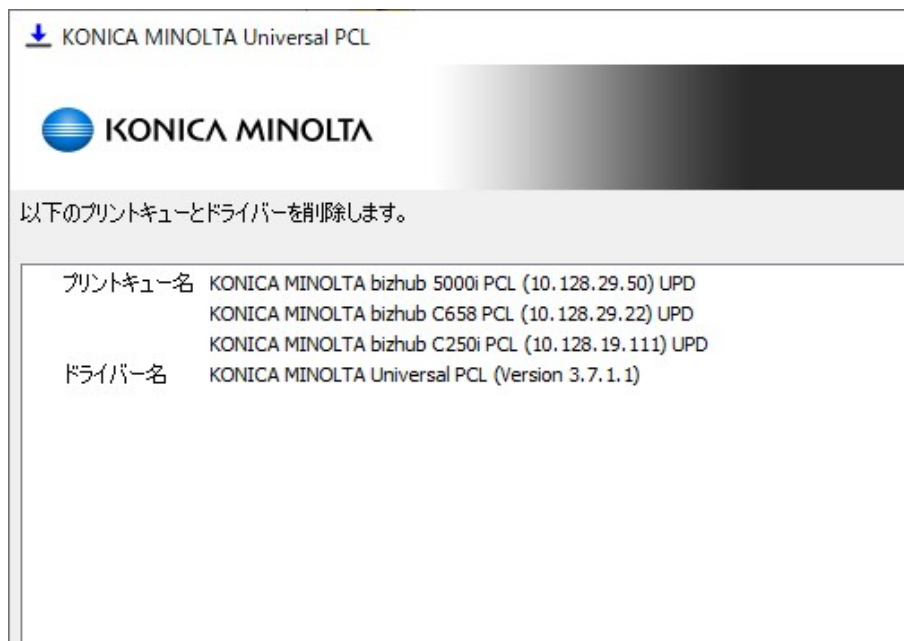 KONICA MINOLTA Universal PCL
KONICA MINOLTA
以下のプリントキューとドライバーを削除します。
プリントキュー名 KONICA MINOLTA bizhub 5000i PCL (10.128.29.50) UPD
KONICA MINOLTA bizhub C658 PCL (10.128.29.22) UPD
KONICA MINOLTA bizhub C250i PCL (10.128.19.111) UPD
ドライバー名 KONICA MINOLTA Universal PCL (Version 3.7.1.1)